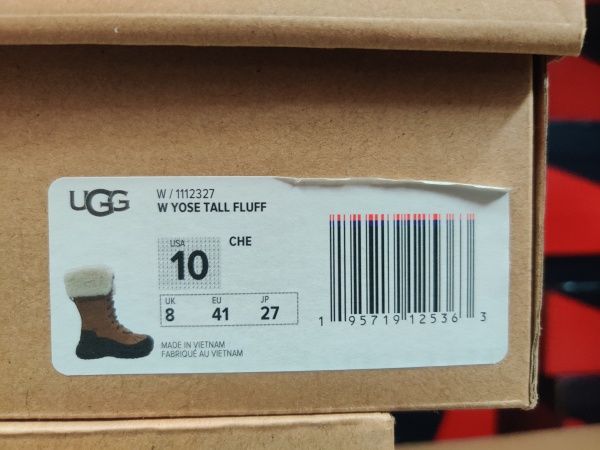 UGG
W / 1112327
W YOSE TALL FLUFF
USA
10
CHE
UK EU JP
8 41 27
MADE IN VIETNAM
FABRIQUÉ AU VIETNAM
1 95719 12536 3